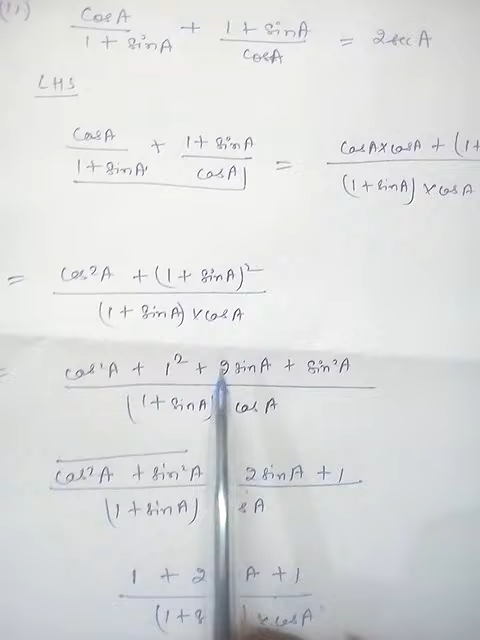 (11) cosA / 1 + sinA + 1 + sinA / cosA = 2secA
LHS
cosA / 1 + sinA + 1 + sinA / cosA = cosA×cosA + (1+ / (1+sinA) × cosA
= cos²A + (1 + sinA)² / (1 + sinA) × cosA
= cos²A + 1² + 2sinA + sin²A / (1 + sinA) cosA
cos²A + sin²A 2sinA + 1 / (1 + sinA) sA
1 + 2 A + 1 / (1+s ) × cosA